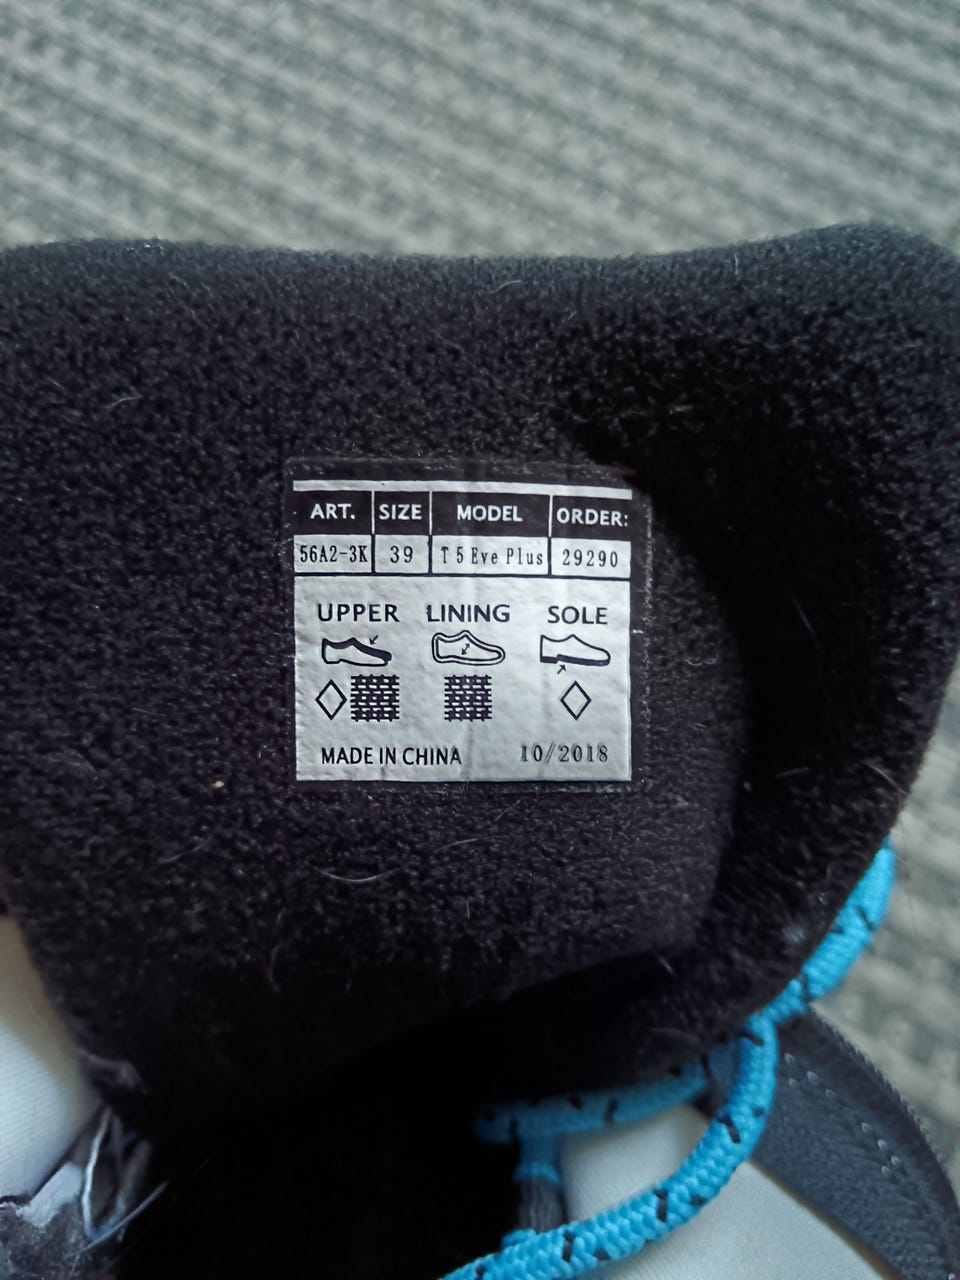 ART. SIZE MODEL ORDER:
56A2-3K 39 T 5 Eve Plus 29290
UPPER LINING SOLE
MADE IN CHINA 10/2018